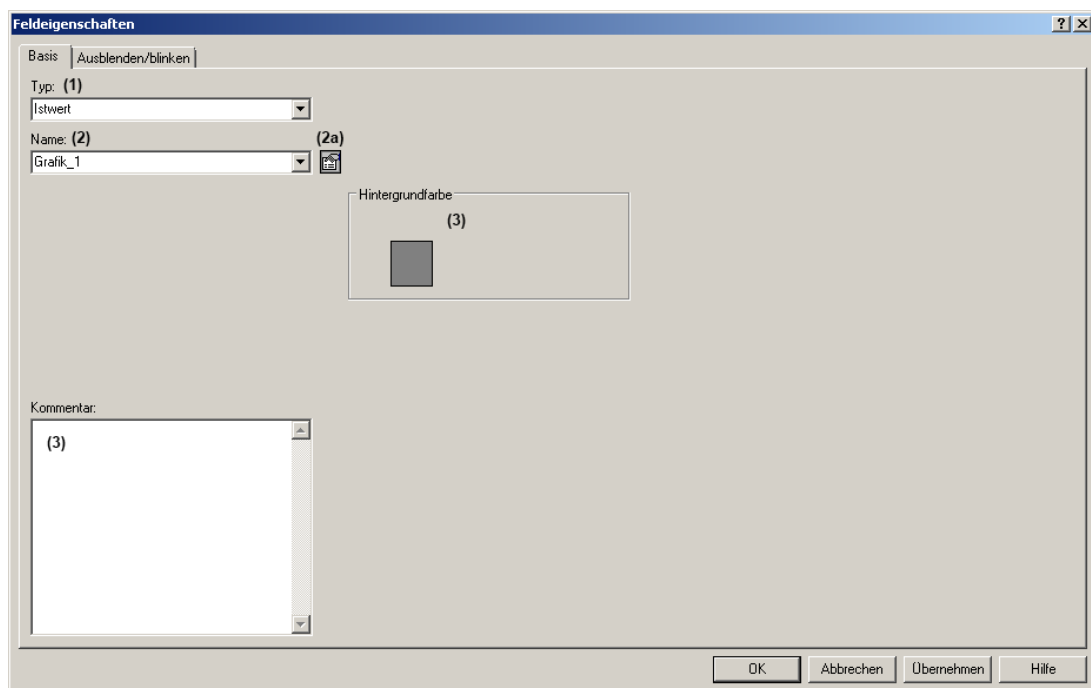 Feldeigenschaften
Basis
Ausblenden/blinken
Typ: (1)
Istwert
Name: (2)
(2a)
Grafik_1
Hintergrundfarbe
(3)
Kommentar:
(3)
OK
Abbrechen
Übernehmen
Hilfe